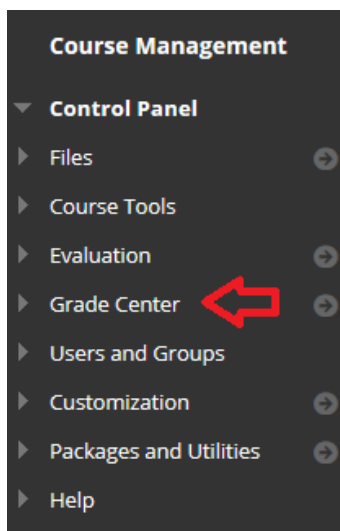 Course Management
Control Panel
Files
Course Tools
Evaluation
Grade Center
Users and Groups
Customization
Packages and Utilities
Help